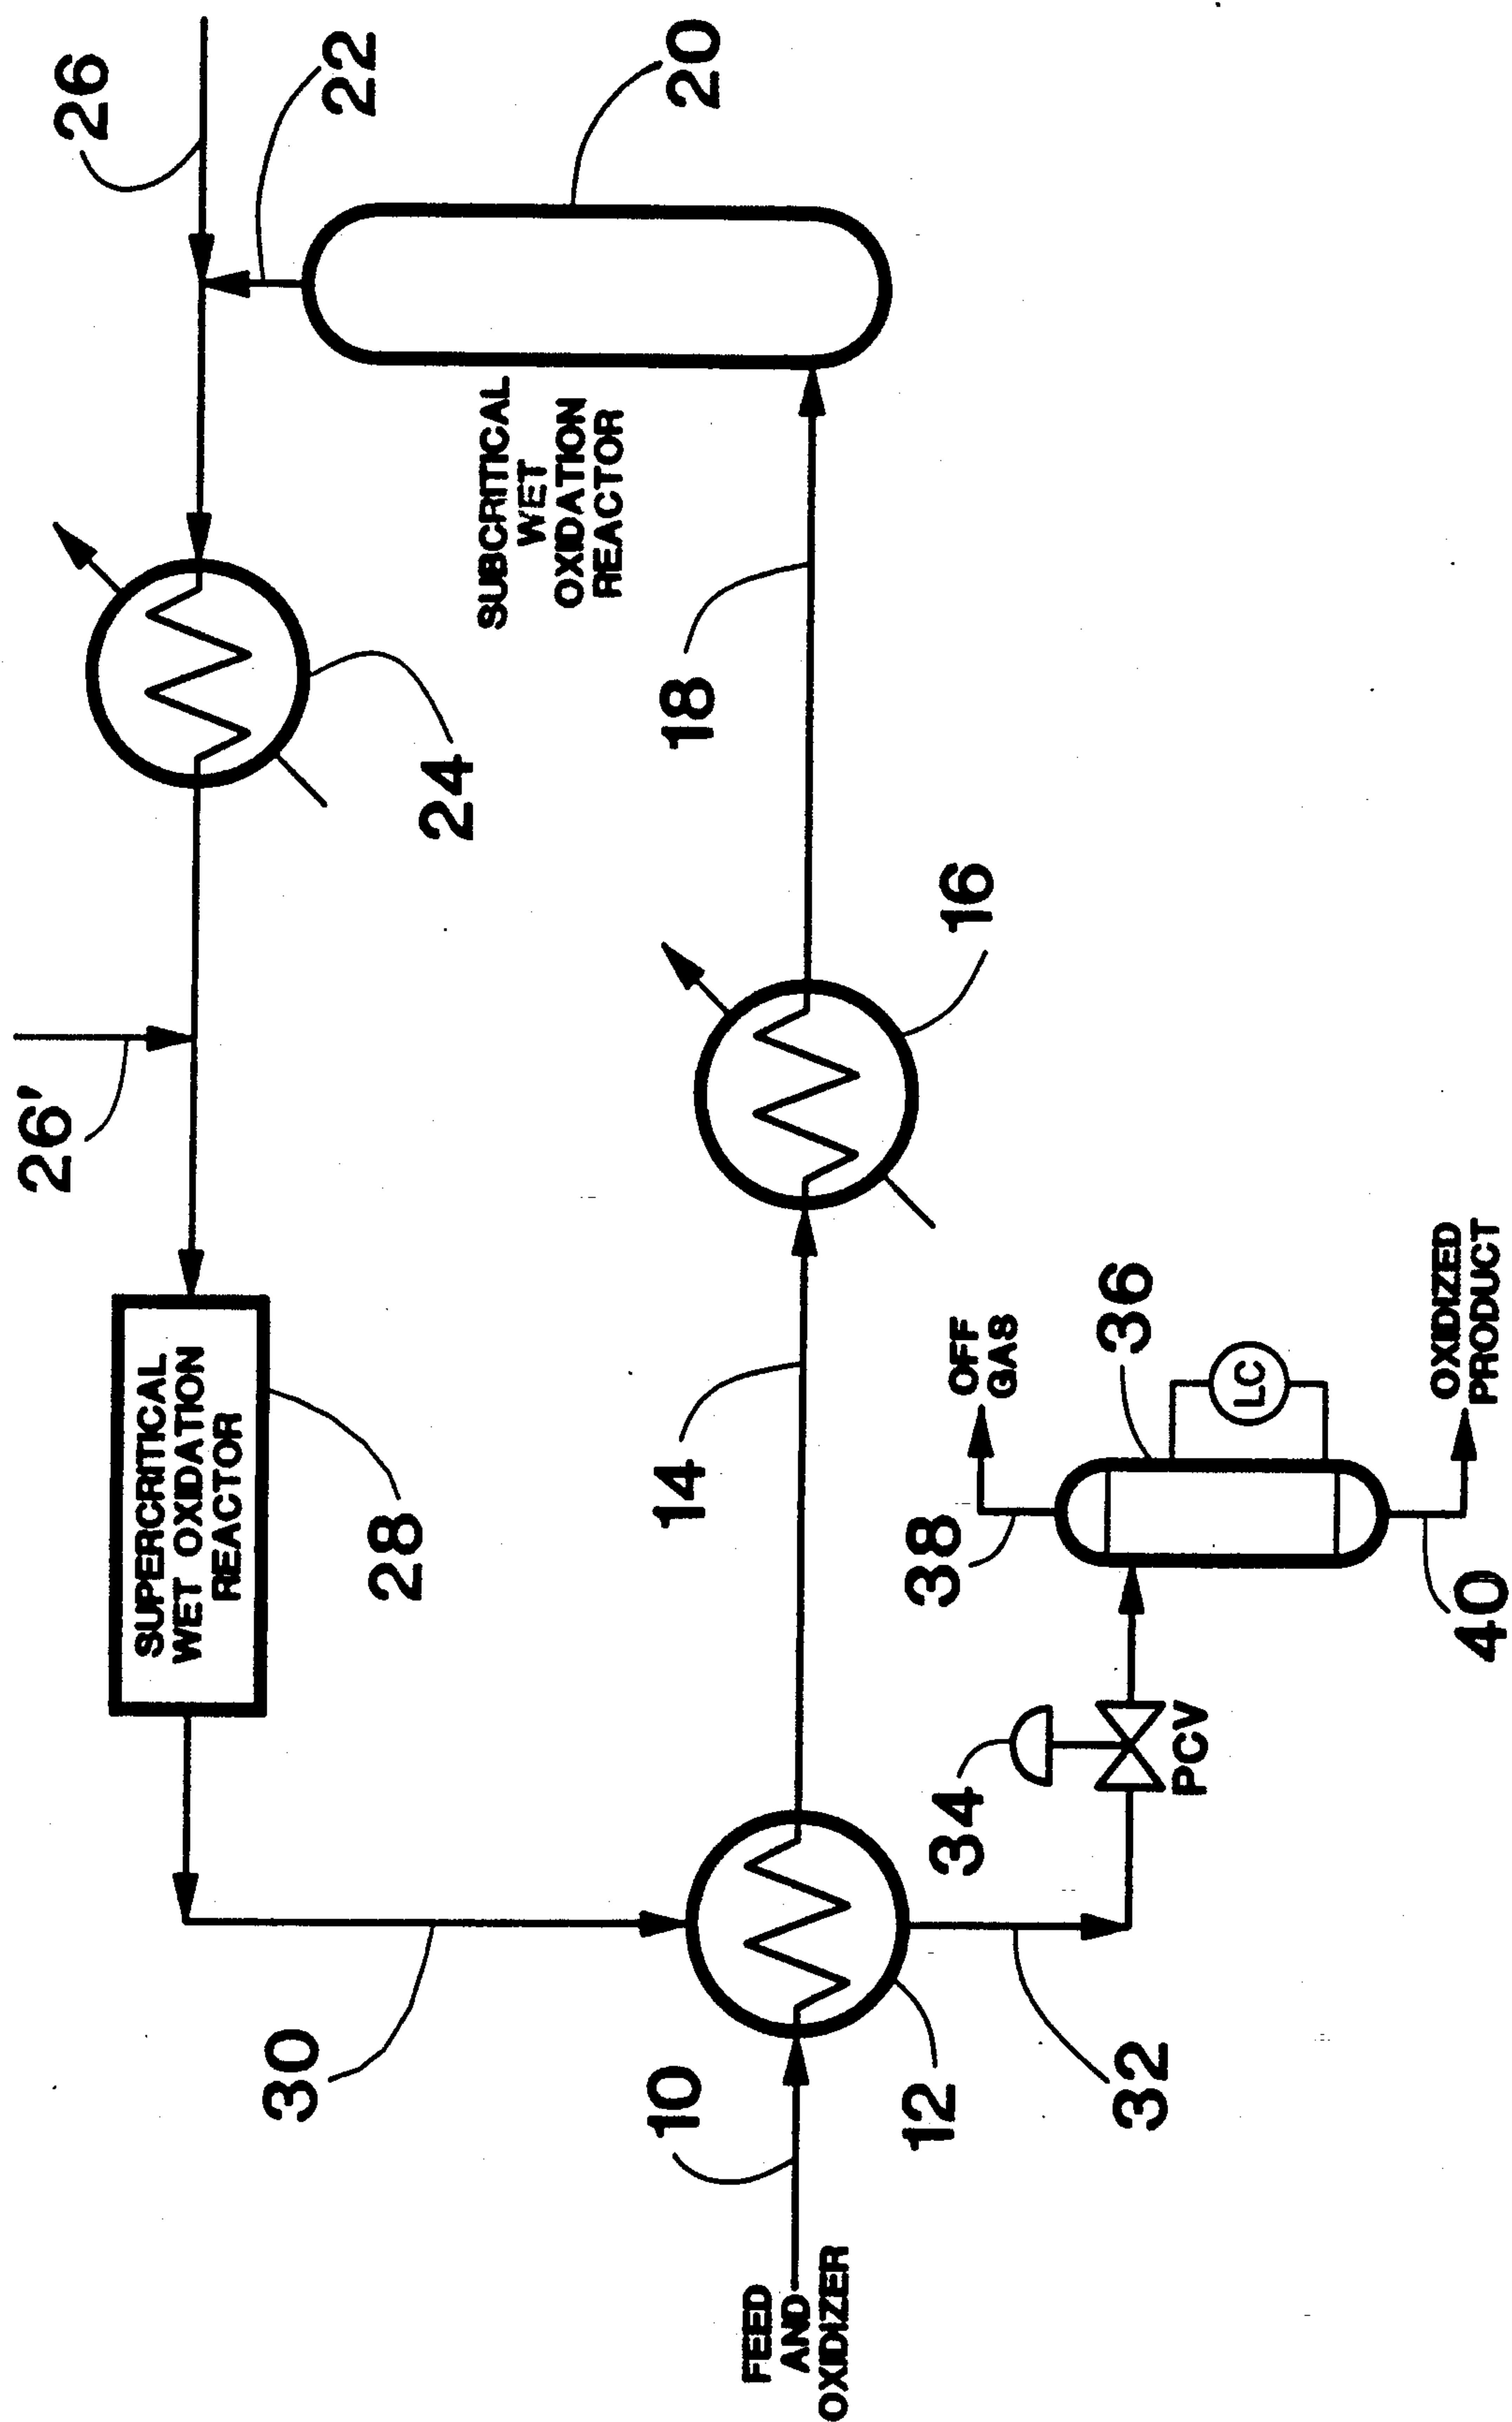 26
22
20
24
SUBCRITICAL
WET
OXIDATION
REACTOR
18
26'
16
SUPERCRITICAL
WET OXIDATION
REACTOR
28
14
OFF
GAS
36
LC
OXIDIZED
PRODUCT
38
40
34
PCV
30
10
12
32
FEED
AND
OXIDIZER